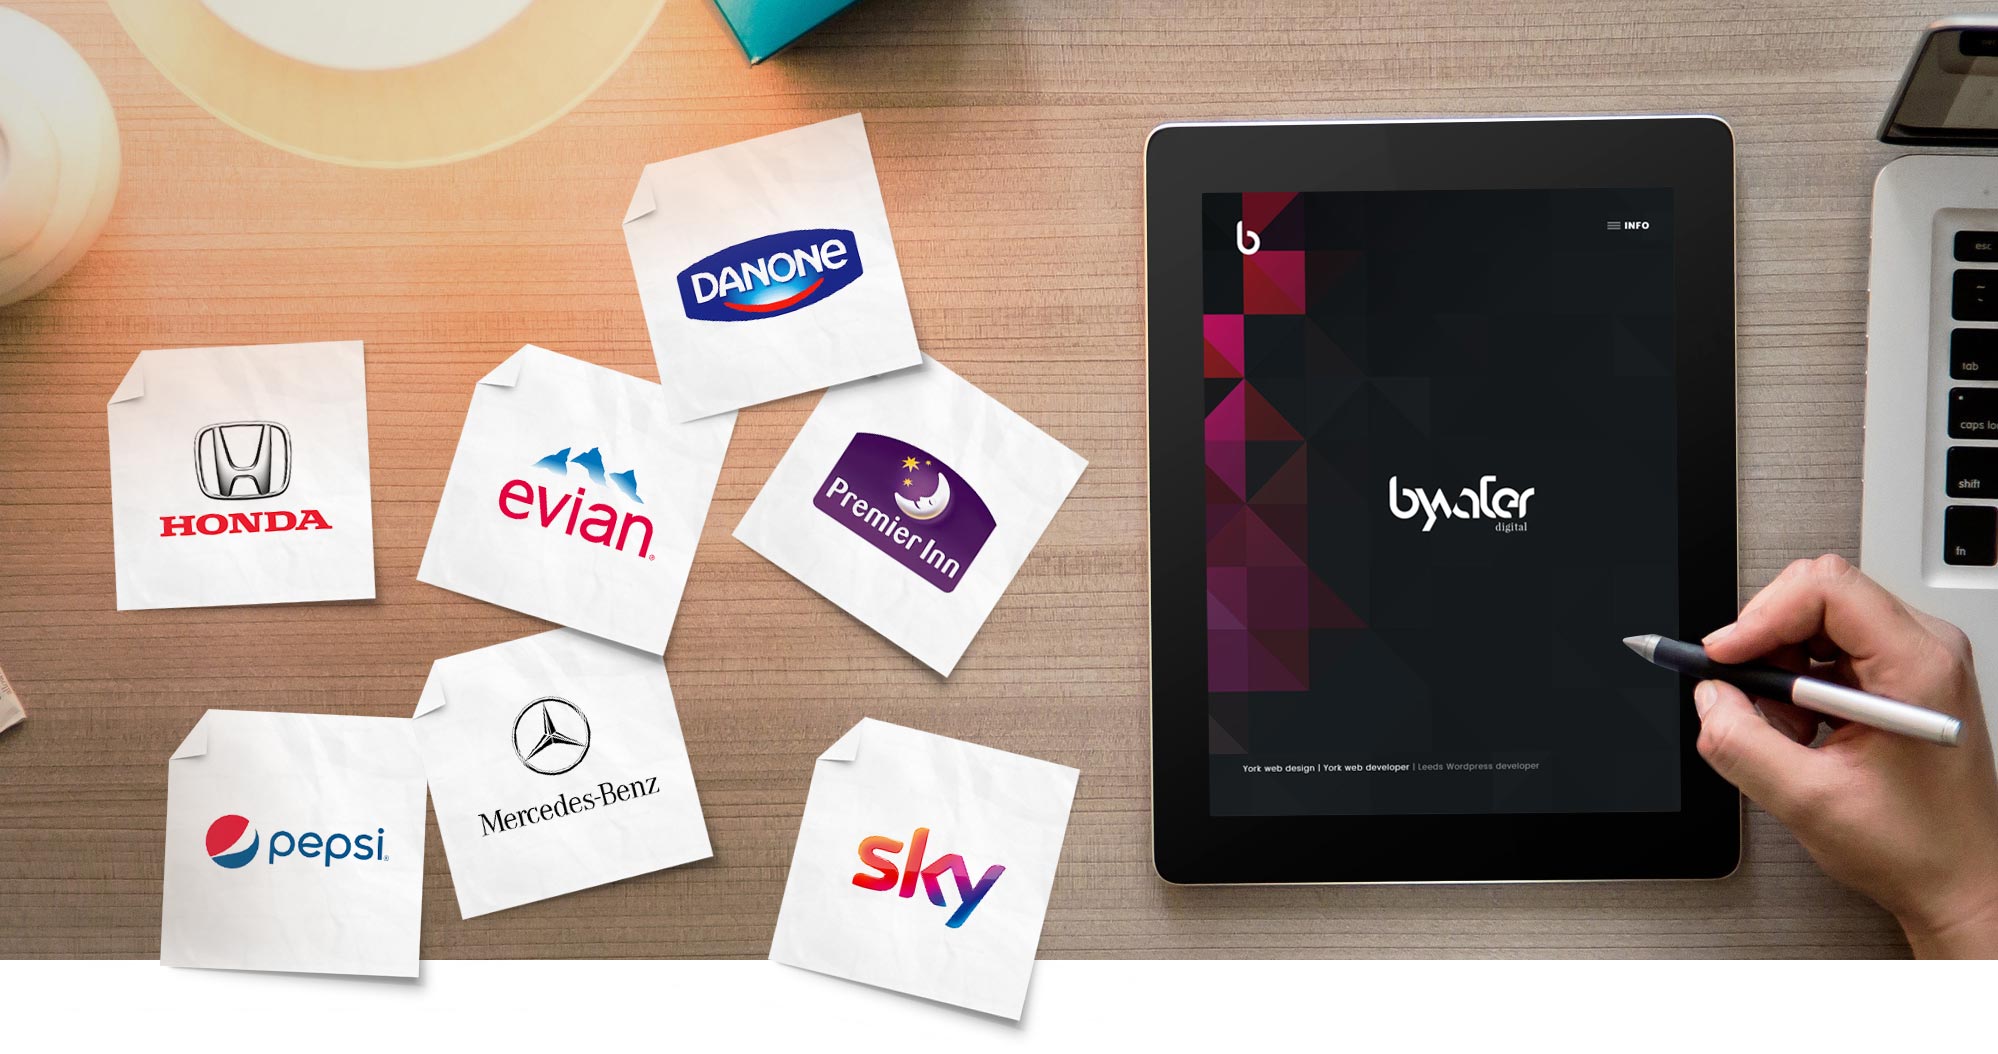 DANONE
HONDA
evian
®
Premier Inn
Mercedes-Benz
pepsi
®
sky
b
INFO
bywater
digital
York web design | York web developer | Leeds Wordpress developer
esc
~
`
tab
caps lo
shift
fn